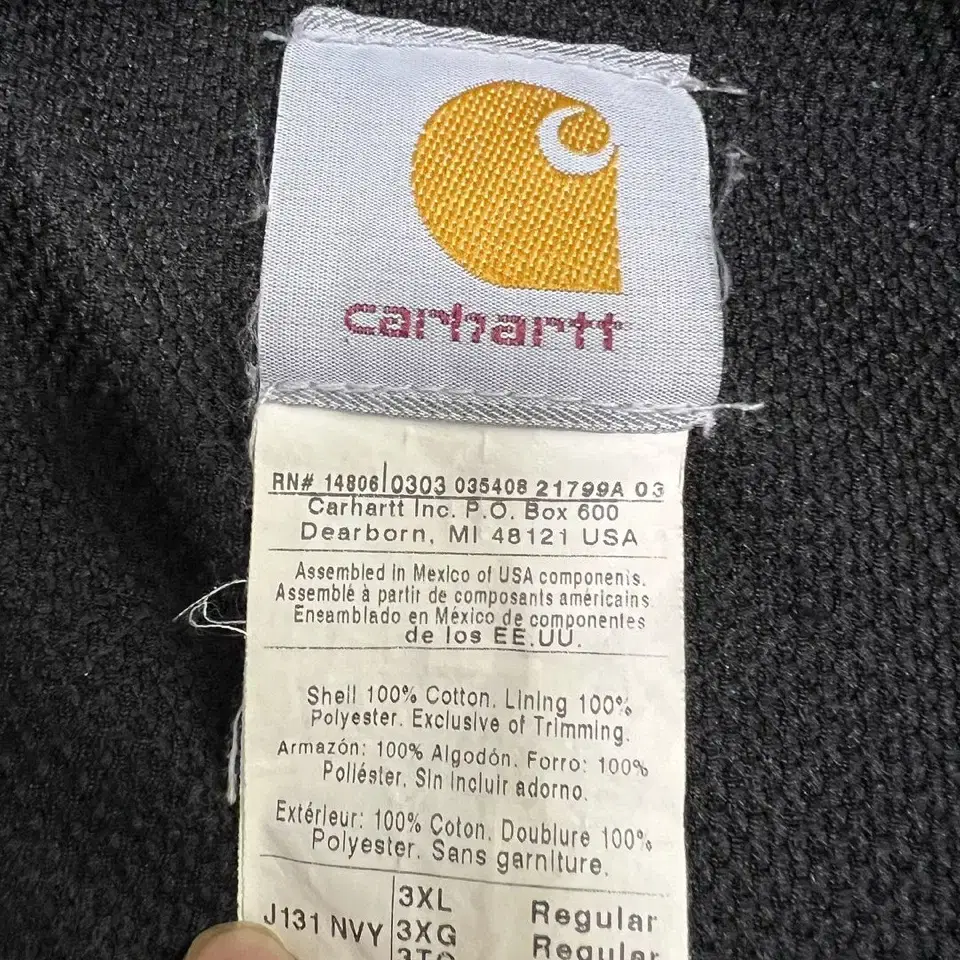 carhartt
RN# 14806 0303 035408 21799A 03
Carhartt Inc. P.O. Box 600
Dearborn, MI 48121 USA
Assembled in Mexico of USA components.
Assemblé à partir de composants américains
Ensamblado en México de componentes
de los EE.UU.
Shell 100% Cotton. Lining 100%
Polyester. Exclusive of Trimming.
Armazón: 100% Algodón. Forro: 100%
Poliéster. Sin incluir adorno.
Extérieur: 100% Coton. Doublure 100%
Polyester. Sans garniture.
3XL Regular
J131 NVY 3XG Regular